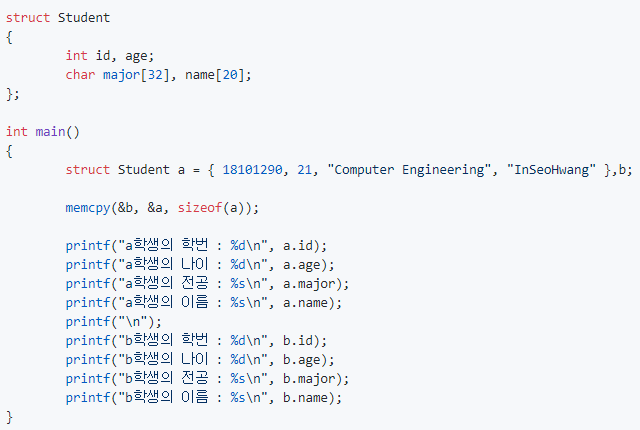 struct Student
{
        int id, age;
        char major[32], name[20];
};

int main()
{
        struct Student a = { 18101290, 21, "Computer Engineering", "InSeoHwang" },b;

        memcpy(&b, &a, sizeof(a));

        printf("a학생의 학번 : %d\n", a.id);
        printf("a학생의 나이 : %d\n", a.age);
        printf("a학생의 전공 : %s\n", a.major);
        printf("a학생의 이름 : %s\n", a.name);
        printf("\n");
        printf("b학생의 학번 : %d\n", b.id);
        printf("b학생의 나이 : %d\n", b.age);
        printf("b학생의 전공 : %s\n", b.major);
        printf("b학생의 이름 : %s\n", b.name);
}